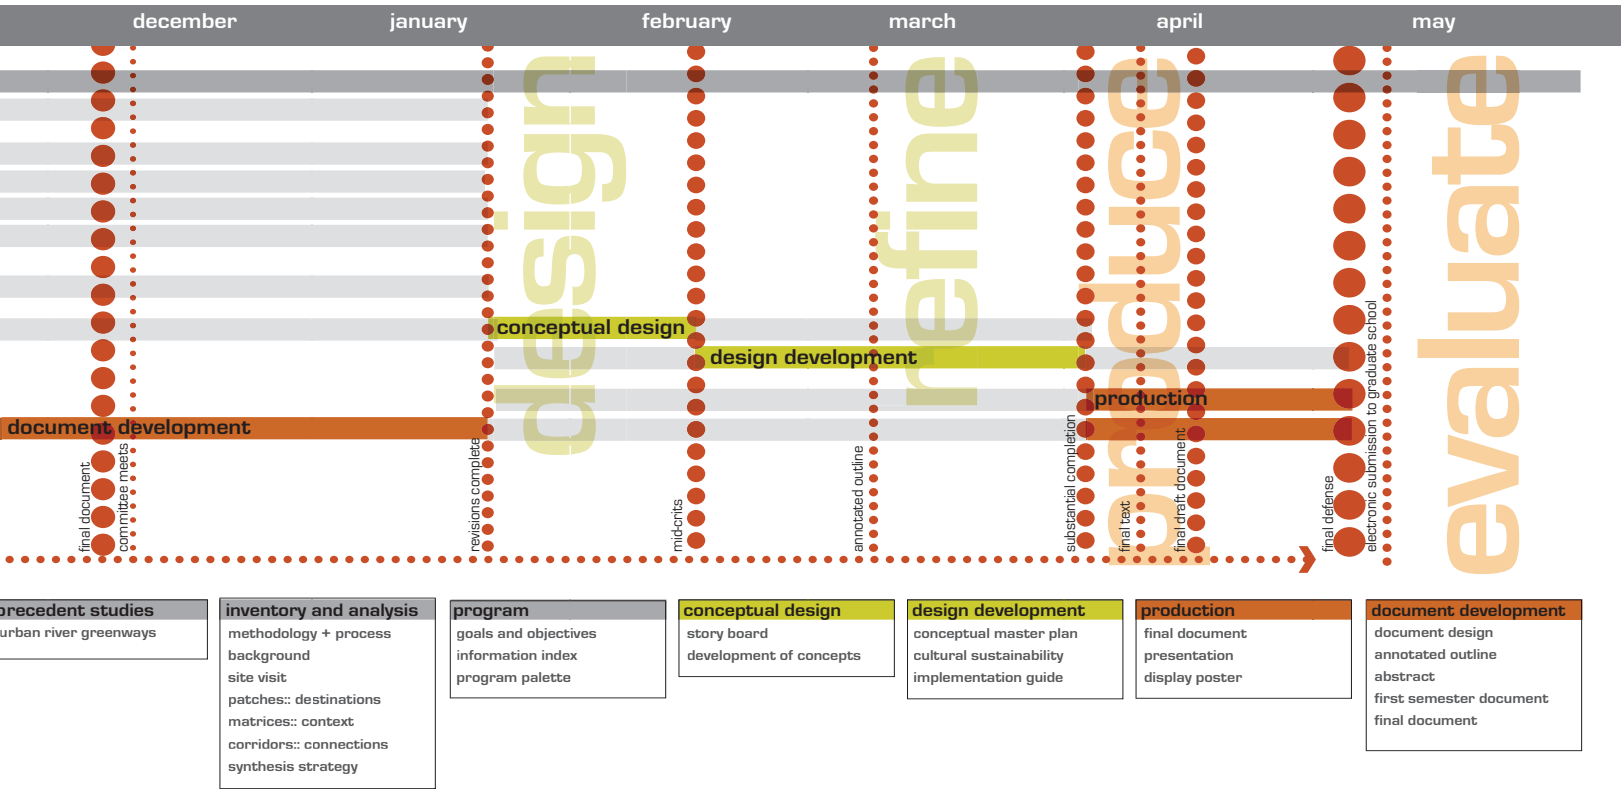 december january february march april may
design
refine
produce
evaluate
conceptual design
design development
production
document development
final document
committee meets
revisions complete
mid-crits
annotated outline
substantial completion
final text
final draft document
final defense
electronic submission to graduate school
precedent studies
urban river greenways
inventory and analysis
methodology + process
background
site visit
patches:: destinations
matrices:: context
corridors:: connections
synthesis strategy
program
goals and objectives
information index
program palette
conceptual design
story board
development of concepts
design development
conceptual master plan
cultural sustainability
implementation guide
production
final document
presentation
display poster
document development
document design
annotated outline
abstract
first semester document
final document